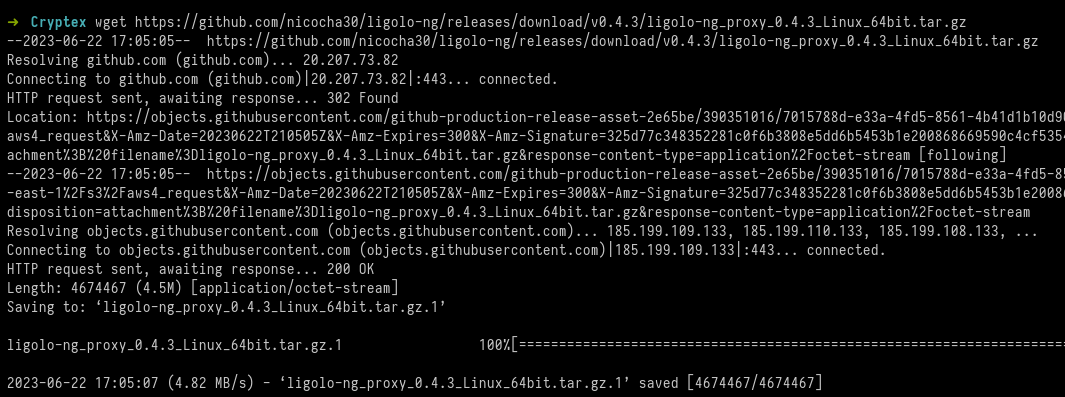 → Cryptex wget https://github.com/nicocha30/ligolo-ng/releases/download/v0.4.3/ligolo-ng_proxy_0.4.3_Linux_64bit.tar.gz
--2023-06-22 17:05:05-- https://github.com/nicocha30/ligolo-ng/releases/download/v0.4.3/ligolo-ng_proxy_0.4.3_Linux_64bit.tar.gz
Resolving github.com (github.com)... 20.207.73.82
Connecting to github.com (github.com)|20.207.73.82|:443... connected.
HTTP request sent, awaiting response... 302 Found
Location: https://objects.githubusercontent.com/github-production-release-asset-2e65be/390351016/7015788d-e33a-4fd5-8561-4b41d1b10d90
aws4_request&X-Amz-Date=20230622T210505Z&X-Amz-Expires=300&X-Amz-Signature=325d77c348352281c0f6b3808e5dd6b5453b1e200868669590c4cf5354
achment%3B%20filename%3Dligolo-ng_proxy_0.4.3_Linux_64bit.tar.gz&response-content-type=application%2Foctet-stream [following]
--2023-06-22 17:05:05-- https://objects.githubusercontent.com/github-production-release-asset-2e65be/390351016/7015788d-e33a-4fd5-85
-east-1%2Fs3%2Faws4_request&X-Amz-Date=20230622T210505Z&X-Amz-Expires=300&X-Amz-Signature=325d77c348352281c0f6b3808e5dd6b5453b1e2008
disposition=attachment%3B%20filename%3Dligolo-ng_proxy_0.4.3_Linux_64bit.tar.gz&response-content-type=application%2Foctet-stream
Resolving objects.githubusercontent.com (objects.githubusercontent.com)... 185.199.109.133, 185.199.110.133, 185.199.108.133, ...
Connecting to objects.githubusercontent.com (objects.githubusercontent.com)|185.199.109.133|:443... connected.
HTTP request sent, awaiting response... 200 OK
Length: 4674467 (4.5M) [application/octet-stream]
Saving to: ‘ligolo-ng_proxy_0.4.3_Linux_64bit.tar.gz.1’
ligolo-ng_proxy_0.4.3_Linux_64bit.tar.gz.1 100%[=====================================================================
2023-06-22 17:05:07 (4.82 MB/s) - ‘ligolo-ng_proxy_0.4.3_Linux_64bit.tar.gz.1’ saved [4674467/4674467]